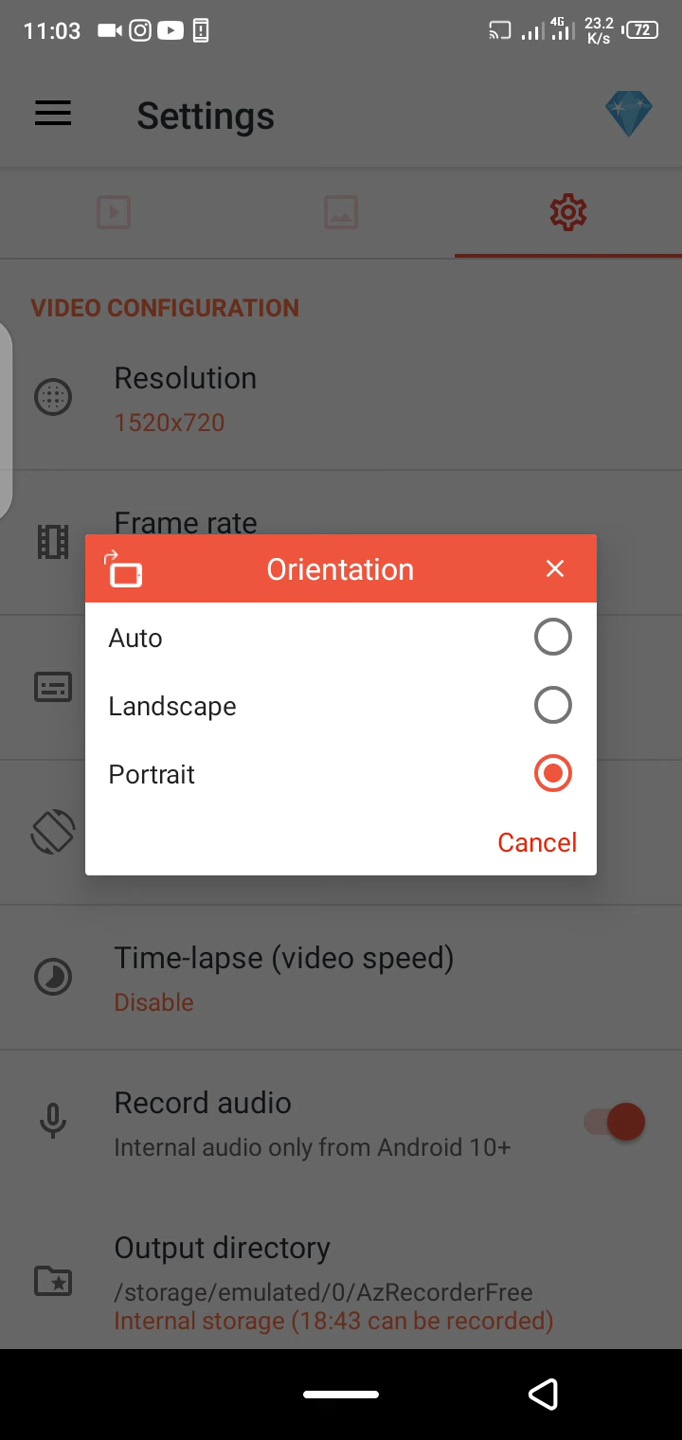 11:03
4G
23.2
K/s
72
Settings
VIDEO CONFIGURATION
Resolution
1520x720
Frame rate
Orientation
Auto
Landscape
Portrait
Cancel
Time-lapse (video speed)
Disable
Record audio
Internal audio only from Android 10+
Output directory
/storage/emulated/0/AzRecorderFree
Internal storage (18:43 can be recorded)